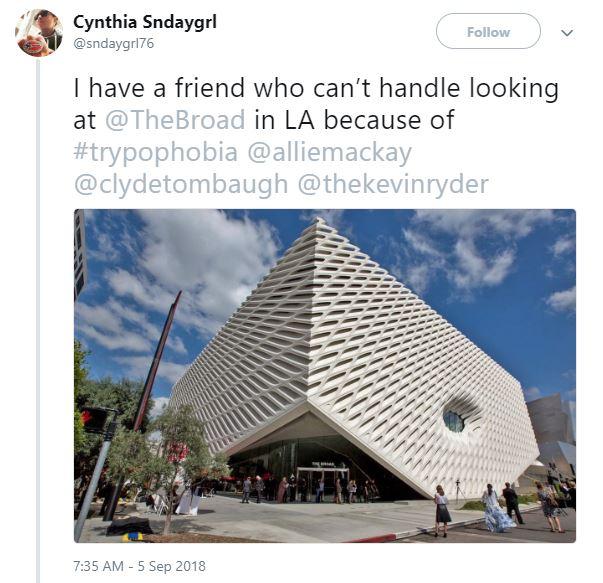 Cynthia Sndaygrl
@sndaygrl76
Follow
I have a friend who can't handle looking
at @TheBroad in LA because of
#trypophobia @alliemackay
@clydetombaugh @thekevinryder
THE BROAD
7:35 AM - 5 Sep 2018